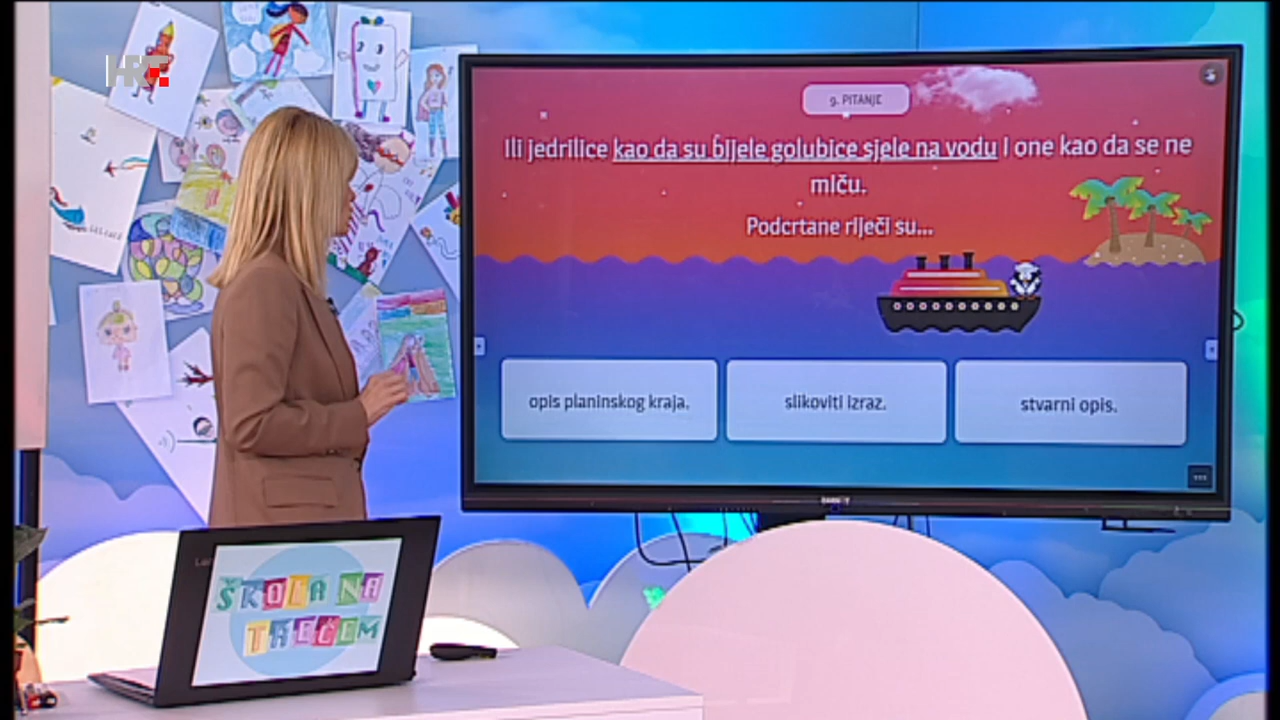 HRT
9. PITANJE
Ili jedrilice kao da su bijele golubice sjele na vodu i one kao da se ne
miču.
Podcrtane riječi su...
opis planinskog kraja.
slikoviti izraz.
stvarni opis.
ŠKOLA NA
TREĆEM